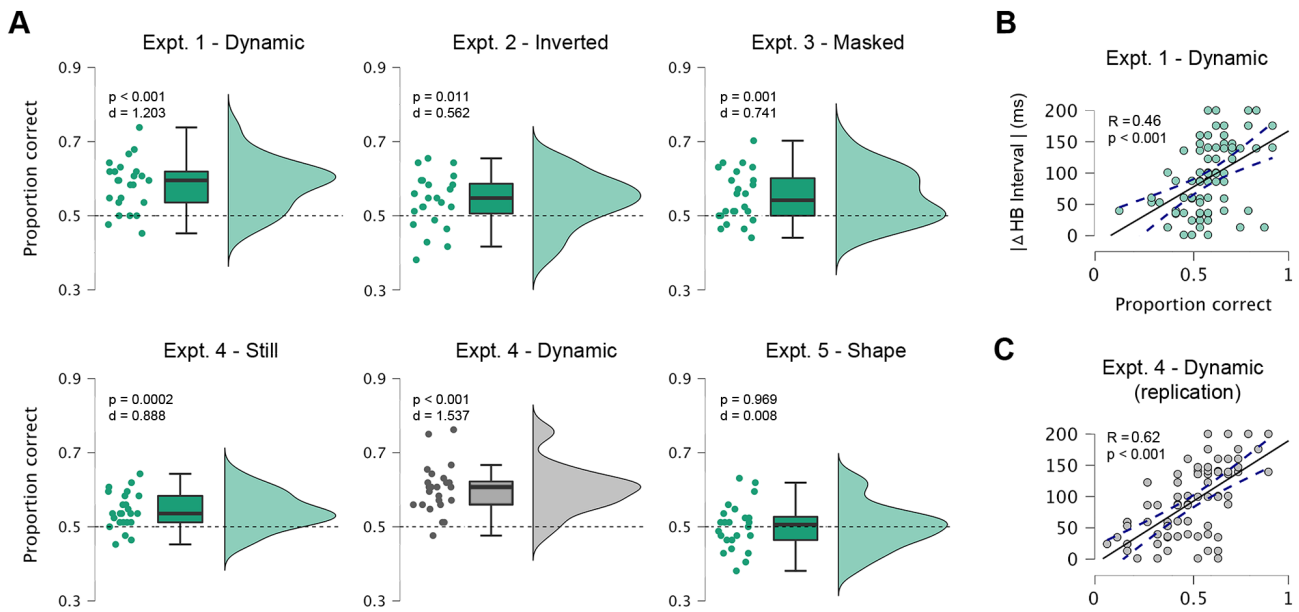 A
Expt. 1 - Dynamic
Proportion correct
0.9
0.7
0.5
0.3
p < 0.001
d = 1.203
Expt. 2 - Inverted
0.9
0.7
0.5
0.3
p = 0.011
d = 0.562
Expt. 3 - Masked
0.9
0.7
0.5
0.3
p = 0.001
d = 0.741
B
Expt. 1 - Dynamic
|Δ HB Interval | (ms)
200
150
100
50
0
R = 0.46
p < 0.001
0
0.5
1
Proportion correct
Expt. 4 - Still
Proportion correct
0.9
0.7
0.5
0.3
p = 0.0002
d = 0.888
Expt. 4 - Dynamic
0.9
0.7
0.5
0.3
p < 0.001
d = 1.537
Expt. 5 - Shape
0.9
0.7
0.5
0.3
p = 0.969
d = 0.008
C
Expt. 4 - Dynamic
(replication)
200
150
100
50
0
R = 0.62
p < 0.001
0
0.5
1